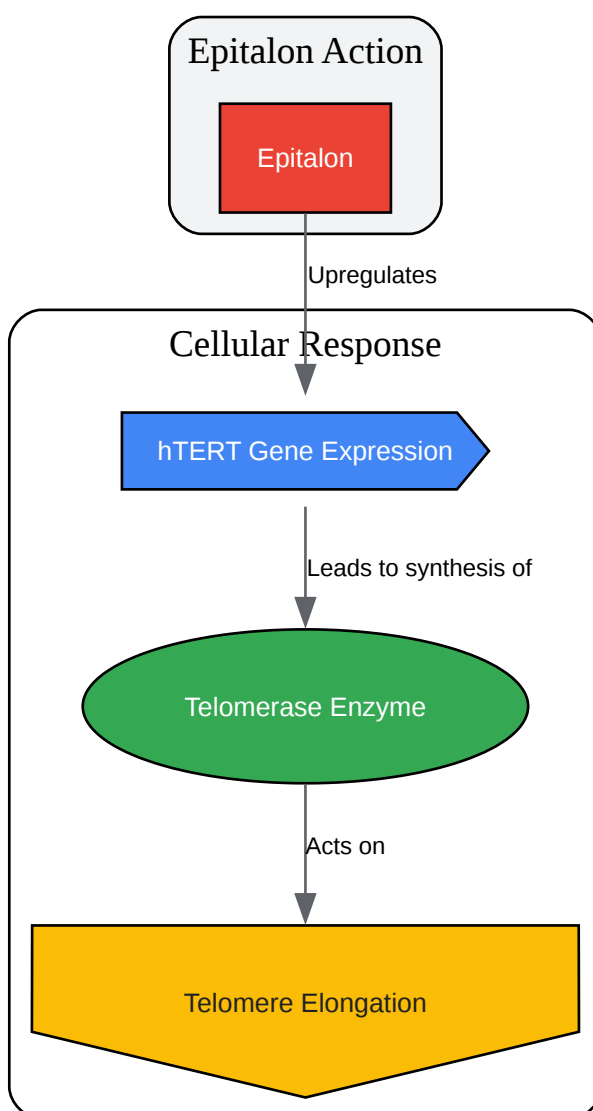 Epitalon Action
Epitalon
Upregulates
Cellular Response
hTERT Gene Expression
Leads to synthesis of
Telomerase Enzyme
Acts on
Telomere Elongation